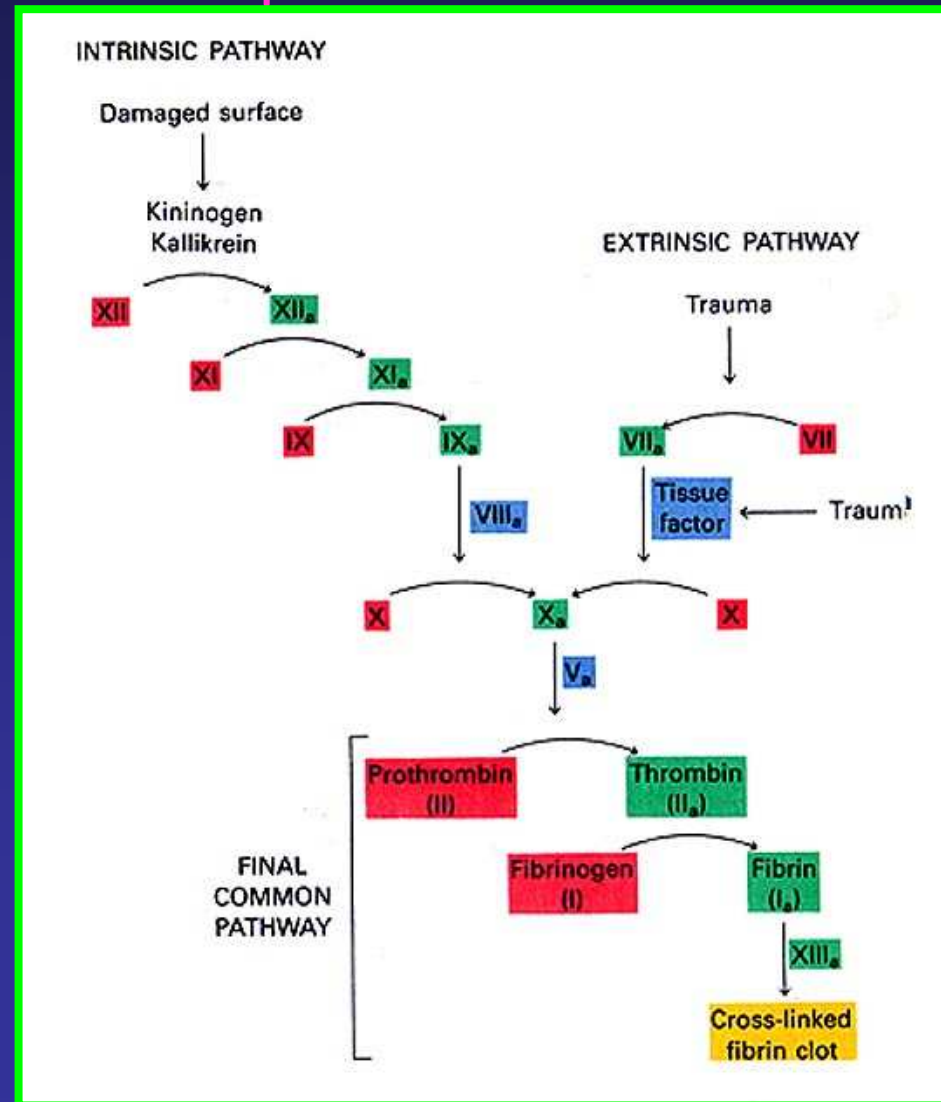 INTRINSIC PATHWAY
Damaged surface
Kininogen
Kallikrein
EXTRINSIC PATHWAY
XII
XIIa
Trauma
XI
XIa
IX
IXa
VIIa
VII
VIIIa
Tissue
factor
Traum
X
Xa
X
Va
Prothrombin
(II)
Thrombin
(IIa)
Fibrinogen
(I)
Fibrin
(Ia)
FINAL
COMMON
PATHWAY
XIIIa
Cross-linked
fibrin clot